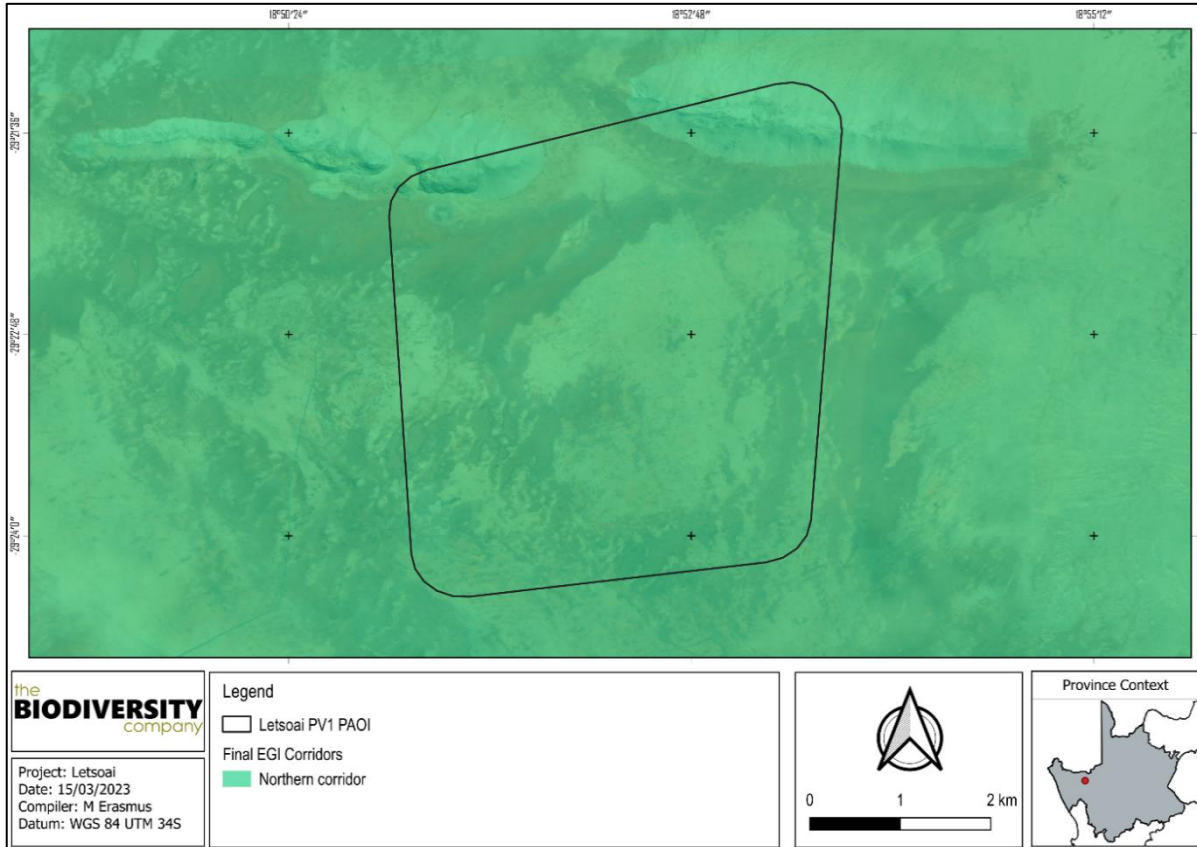 18°50'24"
18°52'48"
18°55'12"
-29°21'36"
-29°22'48"
-29°24'0"
the
BIODIVERSITY
company
Project: Letsoai
Date: 15/03/2023
Compiler: M Erasmus
Datum: WGS 84 UTM 34S
Legend
Letsoai PV1 PAOI
Final EGI Corridors
Northern corridor
0 1 2 km
Province Context